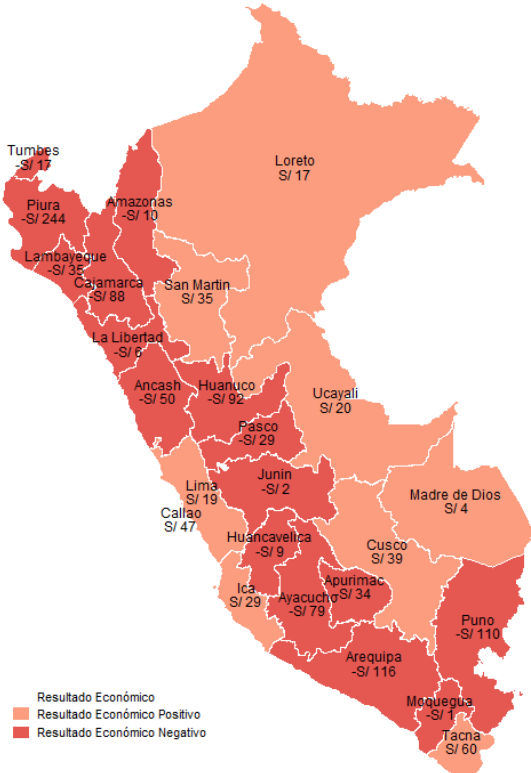 Loreto
S/ 17
Tumbes
-S/ 17
Piura
-S/ 244
Amazonas
-S/ 10
Lambayeque
-S/ 35
Cajamarca
-S/ 88
San Martin
S/ 35
La Libertad
-S/ 6
Ancash
-S/ 50
Huanuco
-S/ 92
Ucayali
S/ 20
Pasco
-S/ 29
Junin
-S/ 2
Lima
S/ 19
Callao
S/ 47
Madre de Dios
S/ 4
Huancavelica
-S/ 9
Cusco
S/ 39
Ica
S/ 29
Ayacucho
-S/ 79
Apurimac
-S/ 34
Puno
-S/ 110
Arequipa
-S/ 116
Moquegua
-S/ 1
Tacna
S/ 60
Resultado Económico
Resultado Económico Positivo
Resultado Económico Negativo